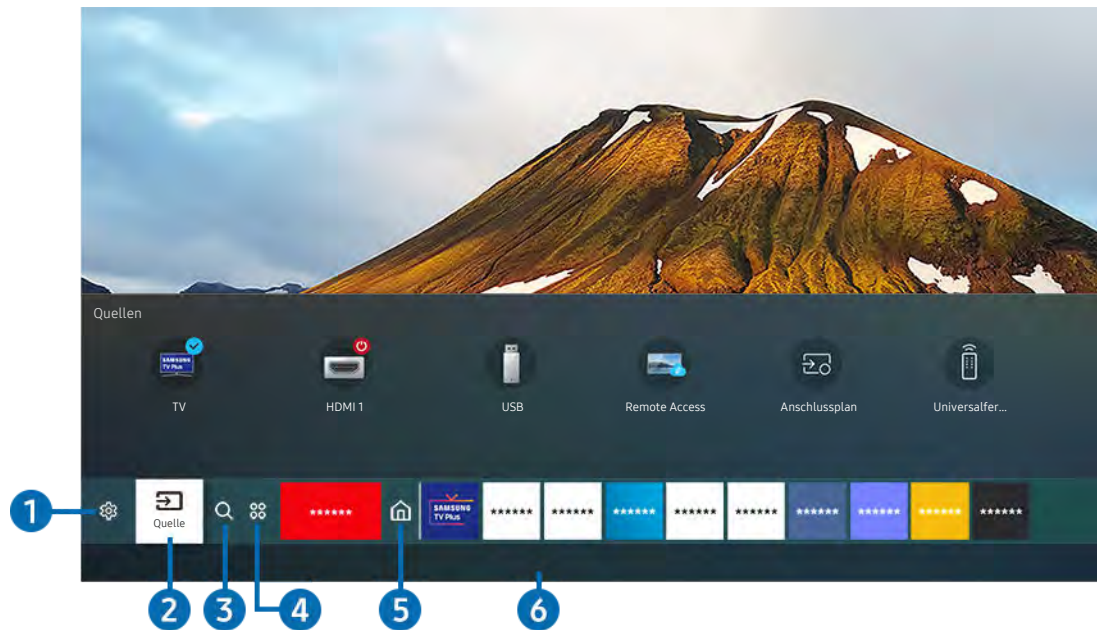 Quellen
SAMSUNG
TV Plus
TV
HDMI 1
USB
Remote Access
Anschlussplan
Universalfer...
1
Quelle
******
SAMSUNG
TV Plus
******
******
******
******
******
******
******
******
******
2
3
4
5
6